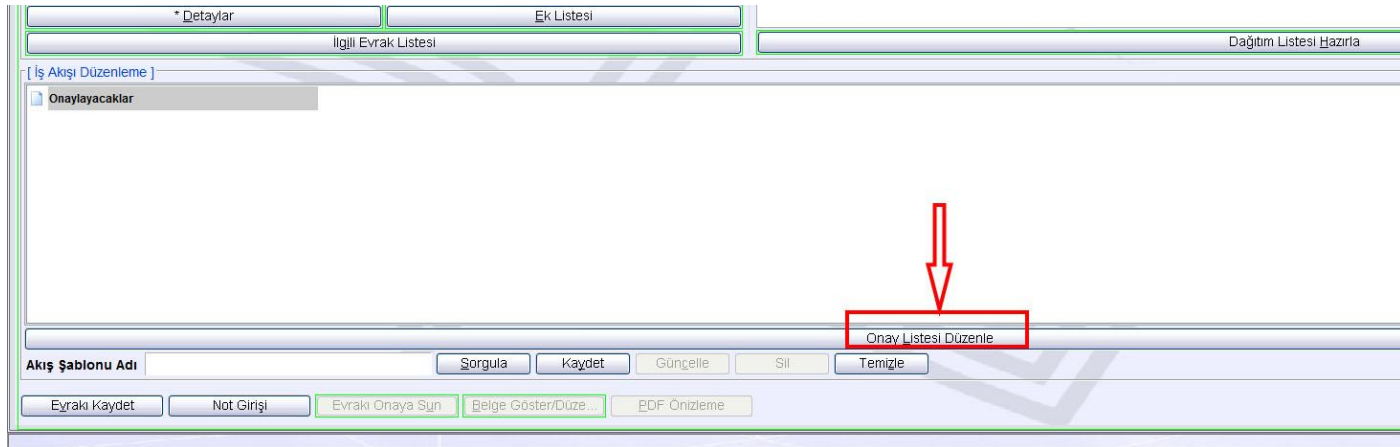 * Detaylar Ek Listesi
İlgili Evrak Listesi Dağıtım Listesi Hazırla
[ İş Akışı Düzenleme ]
Onaylayacaklar
Onay Listesi Düzenle
Akış Şablonu Adı Sorgula Kaydet Güncelle Sil Temizle
Evrakı Kaydet Not Girişi Evrakı Onaya Sun Belge Göster/Düze... PDF Önizleme